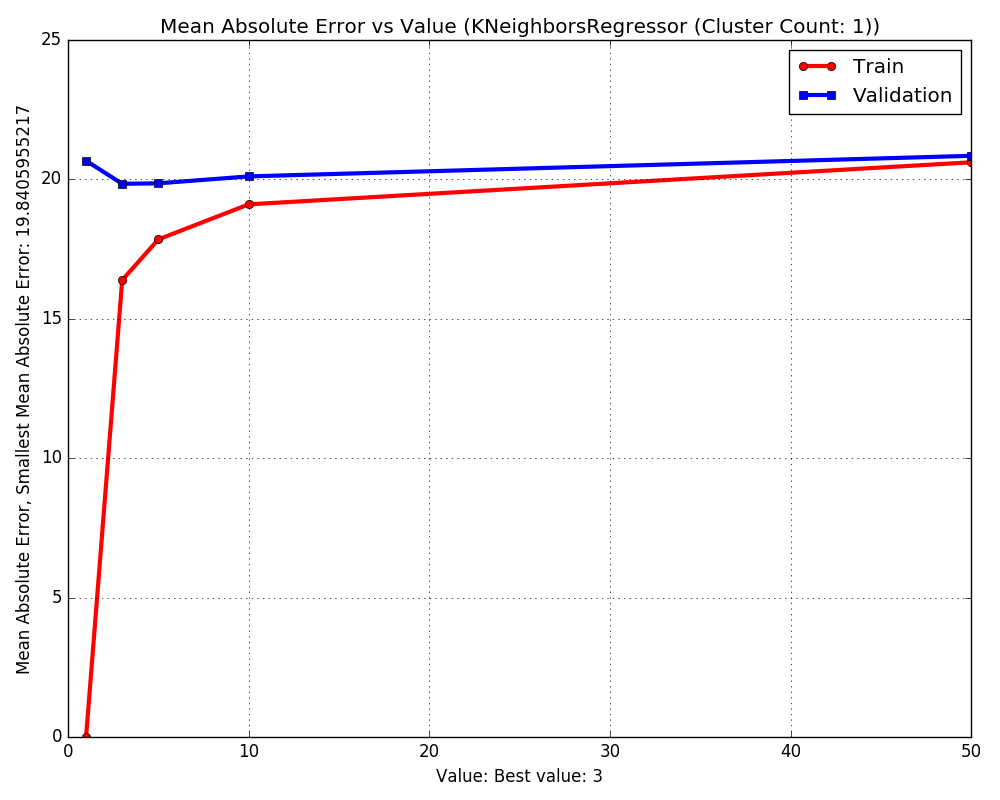 Mean Absolute Error vs Value (KNeighborsRegressor (Cluster Count: 1))
Train
Validation
Mean Absolute Error, Smallest Mean Absolute Error: 19.8405955217
25
20
15
10
5
0
0 10 20 30 40 50
Value: Best value: 3